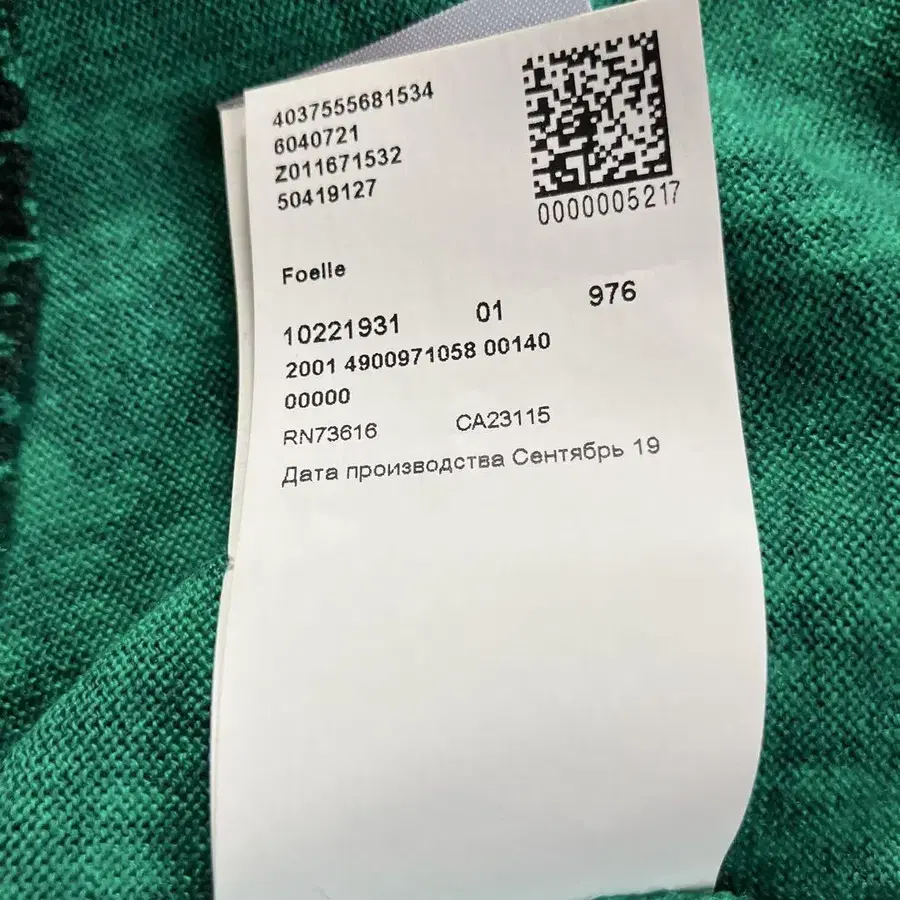 4037555681534
6040721
Z011671532
50419127
0000005217
Foelle
10221931 01 976
2001 4900971058 00140
00000
RN73616 CA23115
Дата производства Сентябрь 19